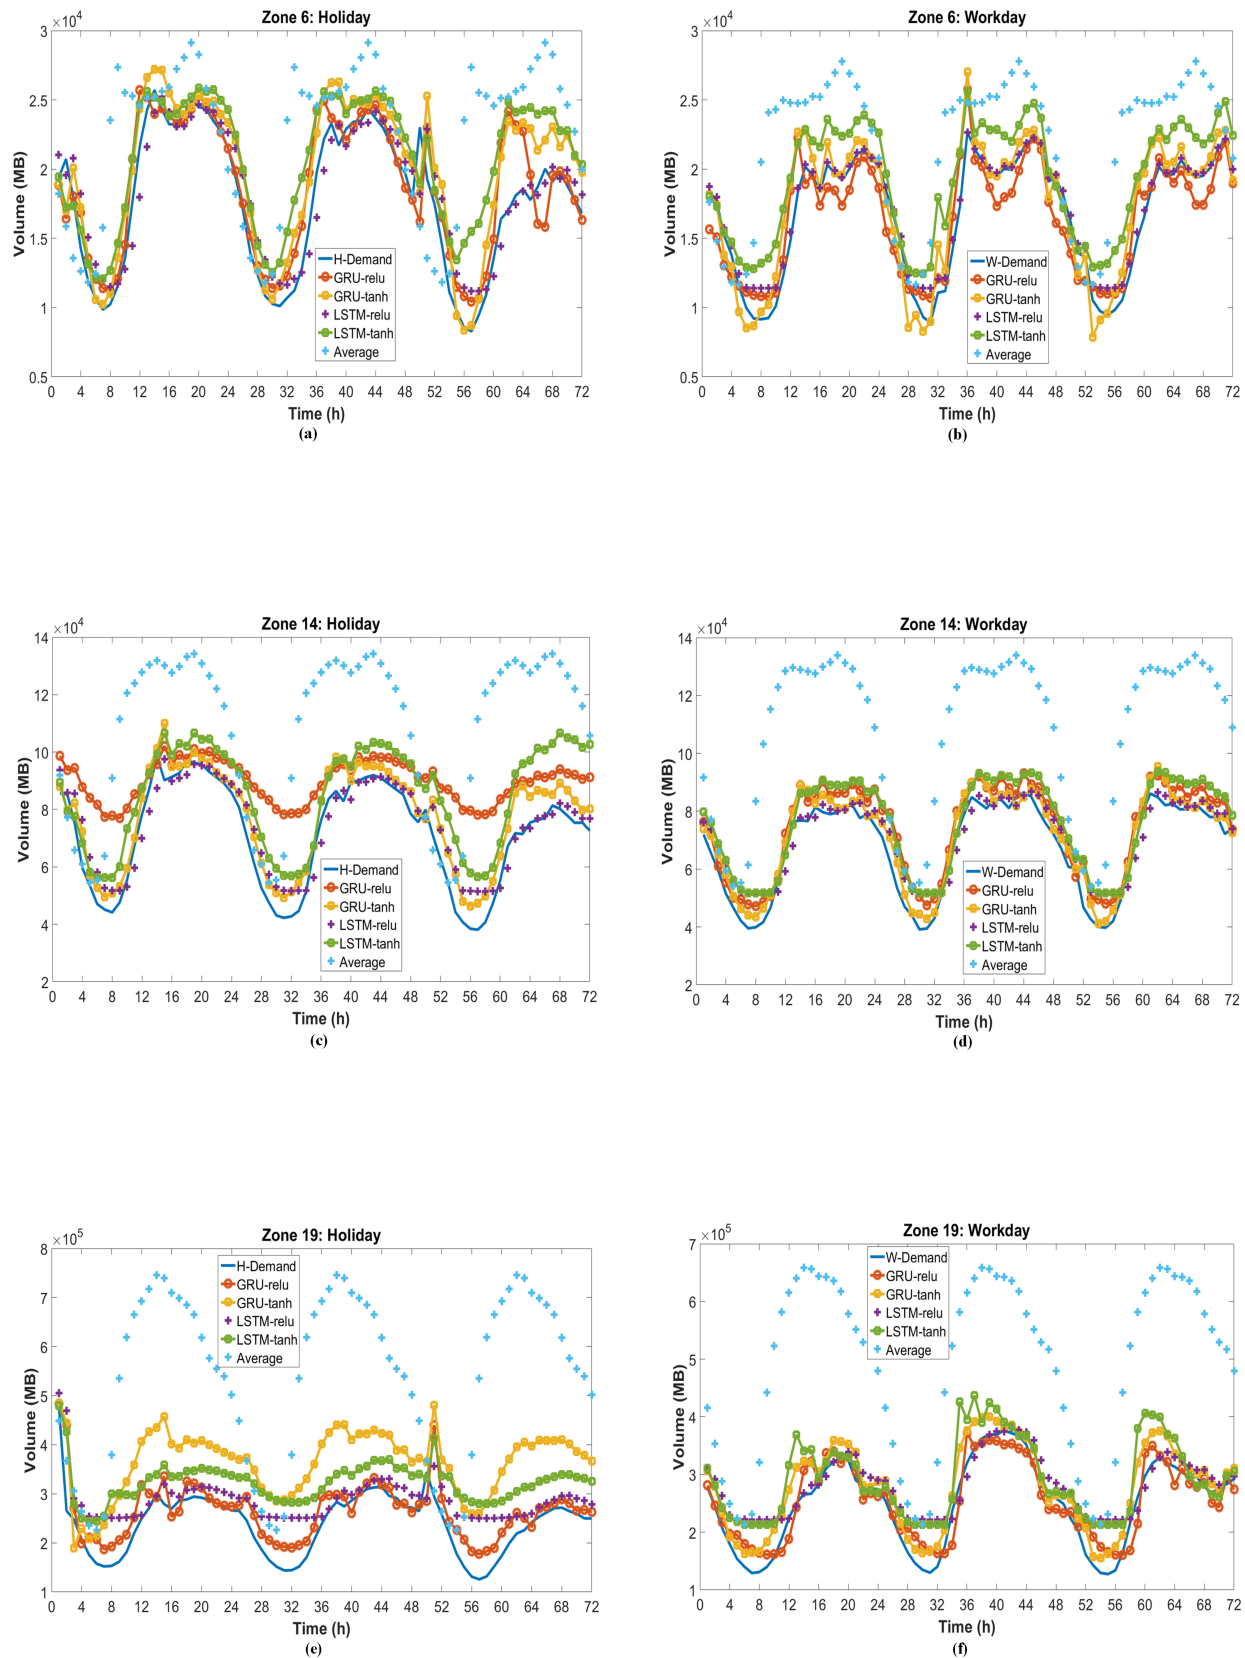 Zone 6: Holiday
×10⁴
3
2.5
2
1.5
1
0.5
Volume (MB)
H-Demand
GRU-relu
GRU-tanh
LSTM-relu
LSTM-tanh
Average
0 4 8 12 16 20 24 28 32 36 40 44 48 52 56 60 64 68 72
Time (h)
(a)
Zone 6: Workday
×10⁴
3
2.5
2
1.5
1
0.5
Volume (MB)
W-Demand
GRU-relu
GRU-tanh
LSTM-relu
LSTM-tanh
Average
0 4 8 12 16 20 24 28 32 36 40 44 48 52 56 60 64 68 72
Time (h)
(b)
Zone 14: Holiday
×10⁴
14
12
10
8
6
4
2
Volume (MB)
H-Demand
GRU-relu
GRU-tanh
LSTM-relu
LSTM-tanh
Average
0 4 8 12 16 20 24 28 32 36 40 44 48 52 56 60 64 68 72
Time (h)
(c)
Zone 14: Workday
×10⁴
14
12
10
8
6
4
2
Volume (MB)
W-Demand
GRU-relu
GRU-tanh
LSTM-relu
LSTM-tanh
Average
0 4 8 12 16 20 24 28 32 36 40 44 48 52 56 60 64 68 72
Time (h)
(d)
Zone 19: Holiday
×10⁵
8
7
6
5
4
3
2
1
Volume (MB)
H-Demand
GRU-relu
GRU-tanh
LSTM-relu
LSTM-tanh
Average
0 4 8 12 16 20 24 28 32 36 40 44 48 52 56 60 64 68 72
Time (h)
(e)
Zone 19: Workday
×10⁵
7
6
5
4
3
2
1
Volume (MB)
W-Demand
GRU-relu
GRU-tanh
LSTM-relu
LSTM-tanh
Average
0 4 8 12 16 20 24 28 32 36 40 44 48 52 56 60 64 68 72
Time (h)
(f)